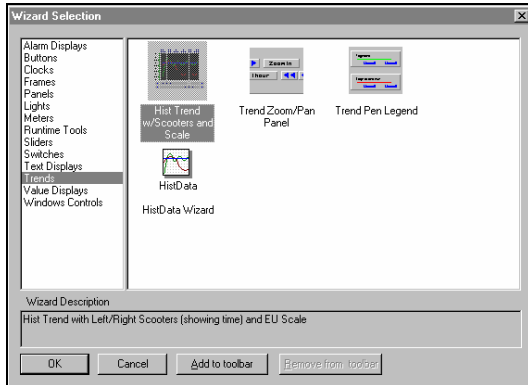 Wizard Selection
Alarm Displays
Buttons
Clocks
Frames
Panels
Lights
Meters
Runtime Tools
Sliders
Switches
Text Displays
Trends
Value Displays
Windows Controls
Hist Trend
w/Scooters and
Scale
Zoom In
1 hour
Trend Zoom/Pan
Panel
Trend Pen Legend
HistData
HistData Wizard
Wizard Description
Hist Trend with Left/Right Scooters (showing time) and EU Scale
OK
Cancel
Add to toolbar
Remove from toolbar